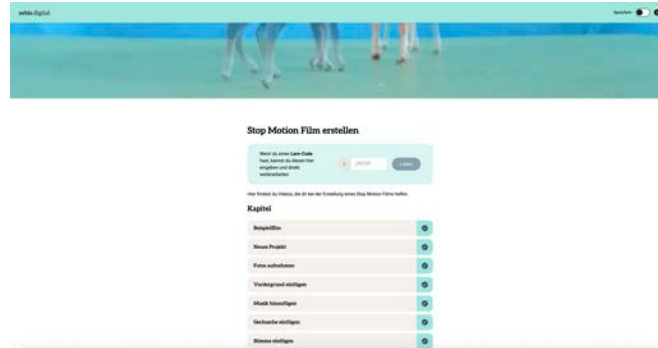 zebis.digital
Speichern
Stop Motion Film erstellen
Wenn du einen Lern-Code
hast, kannst du diesen hier
eingeben und direkt
weiterarbeiten
Laden
Hier findest du Videos, die dir bei der Erstellung eines Stop Motion Films helfen.
Kapitel
Beispielfilm
Neues Projekt
Fotos aufnehmen
Vordergrund einfügen
Musik hinzufügen
Geräusche einfügen
Stimme einfügen